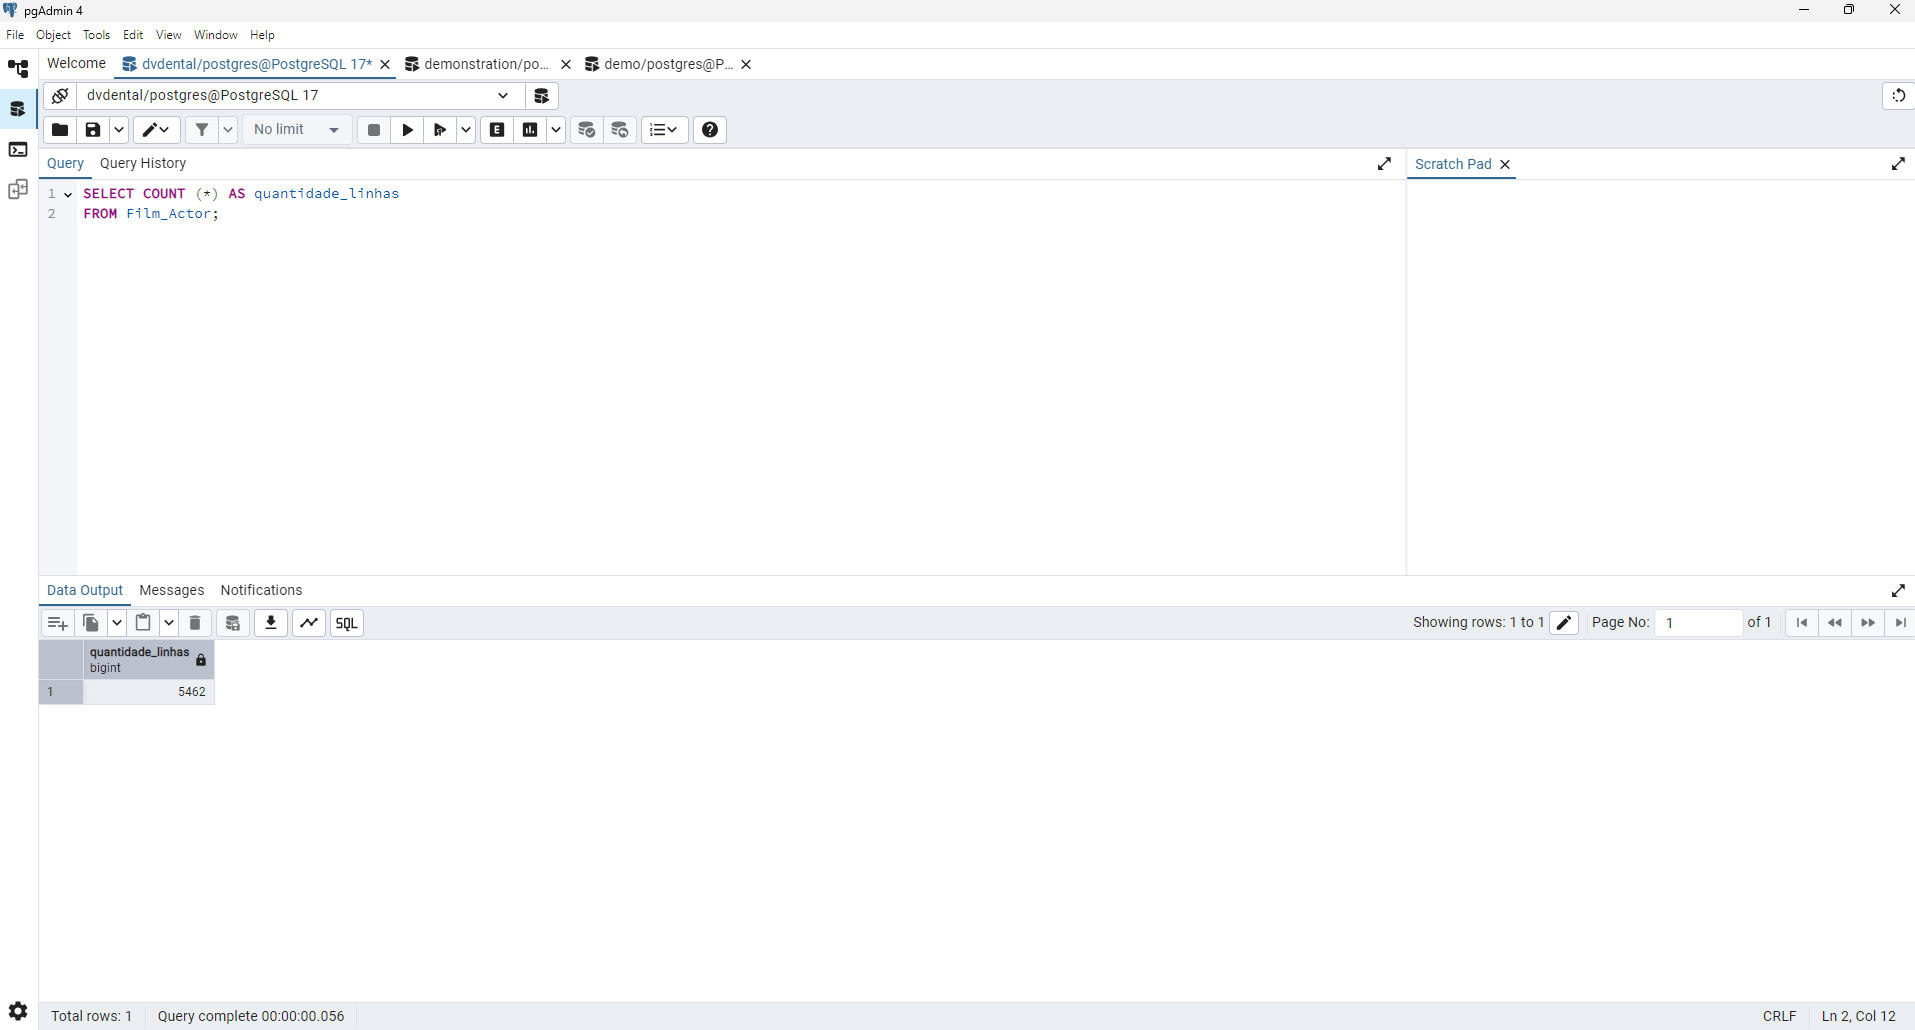 pgAdmin 4
File Object Tools Edit View Window Help
Welcome dvdental/postgres@PostgreSQL 17* demonstration/po... demo/postgres@P...
dvdental/postgres@PostgreSQL 17
No limit E
Query Query History Scratch Pad
1 SELECT COUNT (*) AS quantidade_linhas
2 FROM Film_Actor;
Data Output Messages Notifications
SQL Showing rows: 1 to 1 Page No: 1 of 1
quantidade_linhas
bigint
1 5462
Total rows: 1 Query complete 00:00:00.056 CRLF Ln 2, Col 12